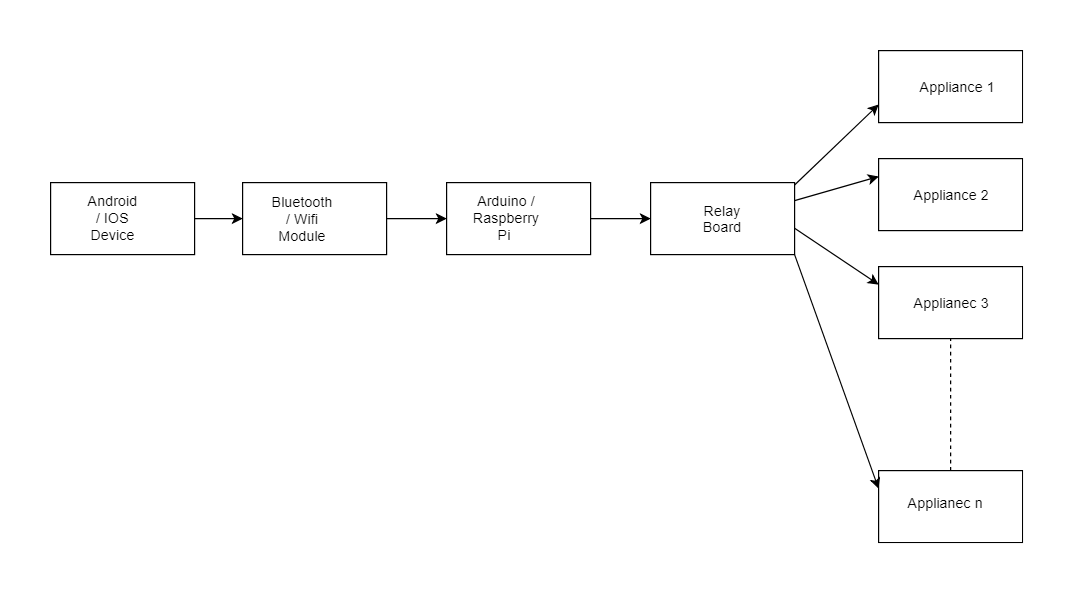 Android
/ IOS
Device
Bluetooth
/ Wifi
Module
Arduino /
Raspberry
Pi
Relay
Board
Appliance 1
Appliance 2
Applianec 3
Applianec n